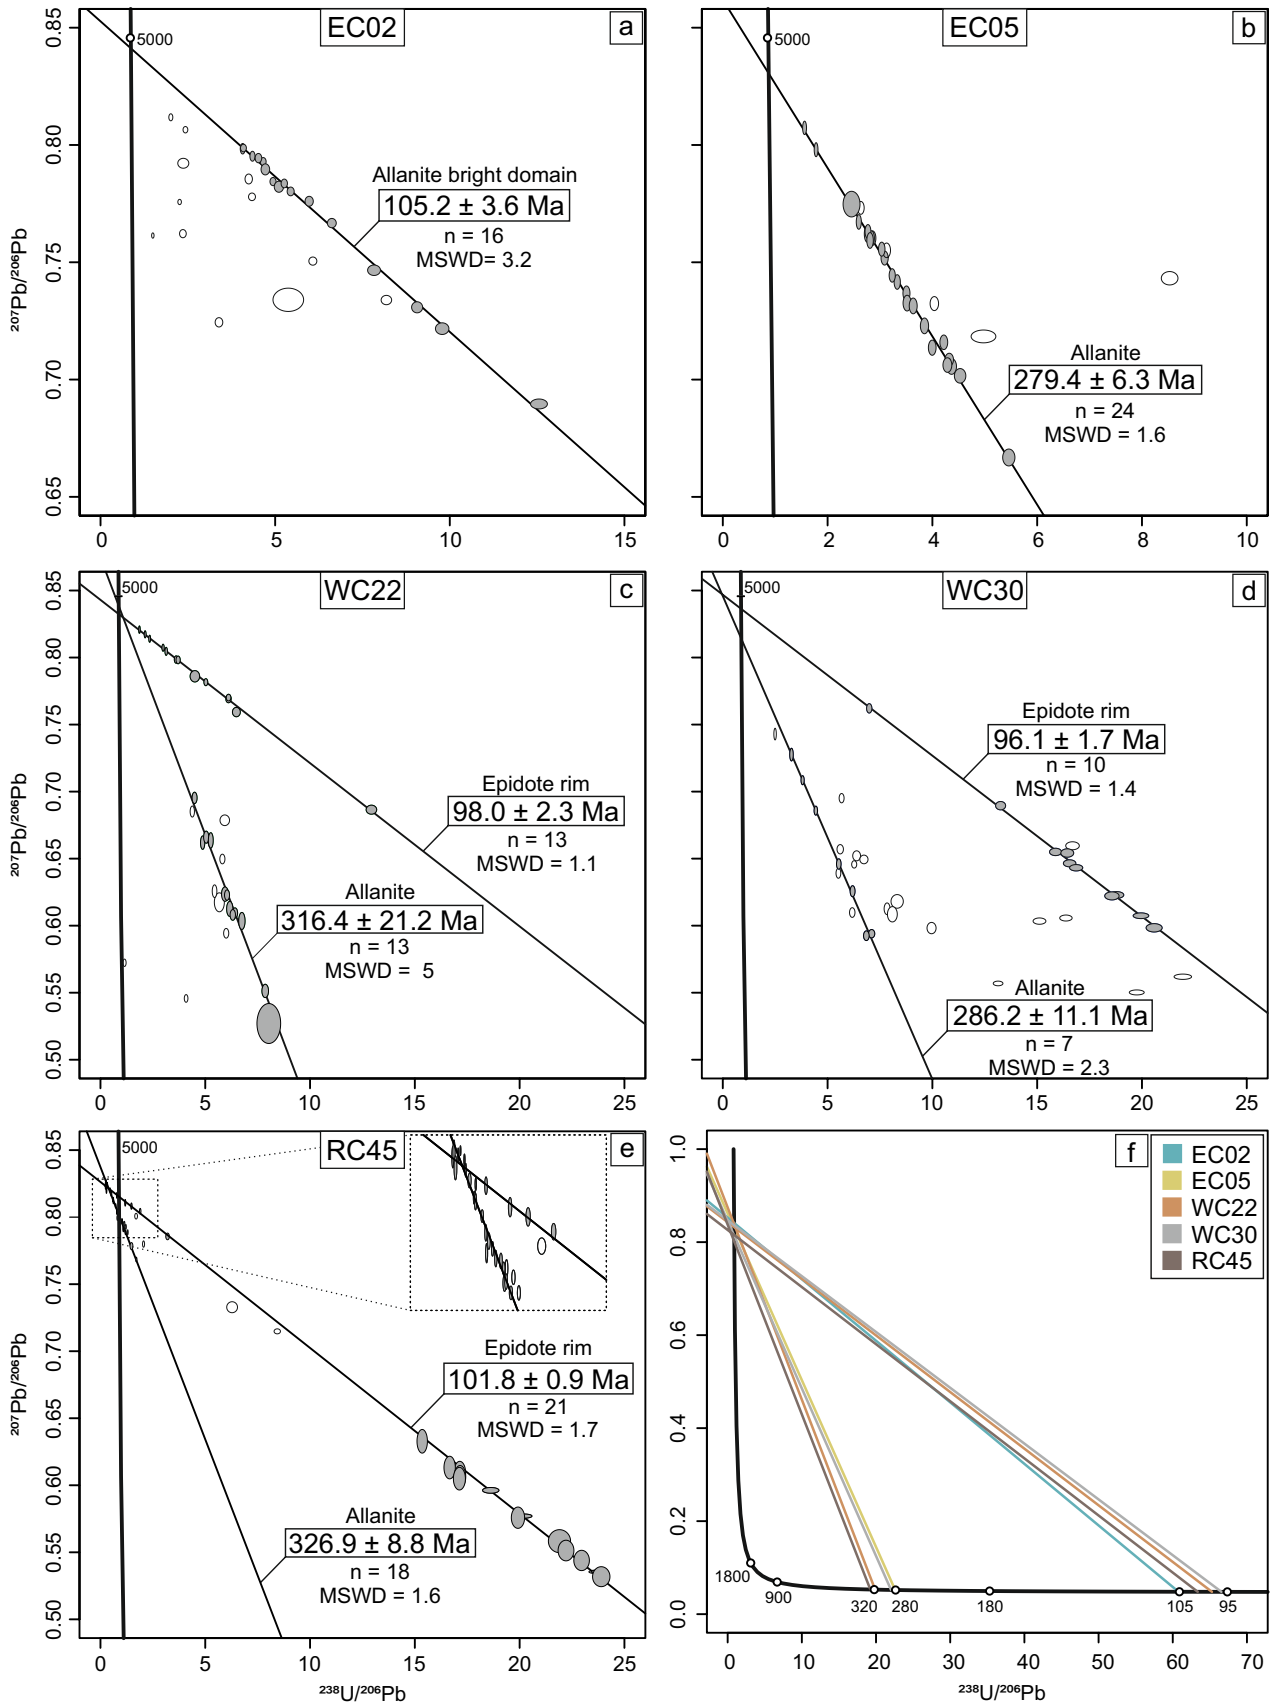 EC02
a
5000
Allanite bright domain
105.2 ± 3.6 Ma
n = 16
MSWD= 3.2
²⁰⁷Pb/²⁰⁶Pb
0.85
0.80
0.75
0.70
0.65
0 5 10 15
EC05
b
5000
Allanite
279.4 ± 6.3 Ma
n = 24
MSWD = 1.6
0 2 4 6 8 10
WC22
c
5000
Epidote rim
98.0 ± 2.3 Ma
n = 13
MSWD = 1.1
Allanite
316.4 ± 21.2 Ma
n = 13
MSWD = 5
²⁰⁷Pb/²⁰⁶Pb
0.85
0.80
0.75
0.70
0.65
0.60
0.55
0.50
0 5 10 15 20 25
WC30
d
5000
Epidote rim
96.1 ± 1.7 Ma
n = 10
MSWD = 1.4
Allanite
286.2 ± 11.1 Ma
n = 7
MSWD = 2.3
0 5 10 15 20 25
RC45
e
5000
Epidote rim
101.8 ± 0.9 Ma
n = 21
MSWD = 1.7
Allanite
326.9 ± 8.8 Ma
n = 18
MSWD = 1.6
²⁰⁷Pb/²⁰⁶Pb
0.85
0.80
0.75
0.70
0.65
0.60
0.55
0.50
0 5 10 15 20 25
²³⁸U/²⁰⁶Pb
f
EC02
EC05
WC22
WC30
RC45
1.0
0.8
0.6
0.4
0.2
0.0
1800
900
320
280
180
105
95
0 10 20 30 40 50 60 70
²³⁸U/²⁰⁶Pb